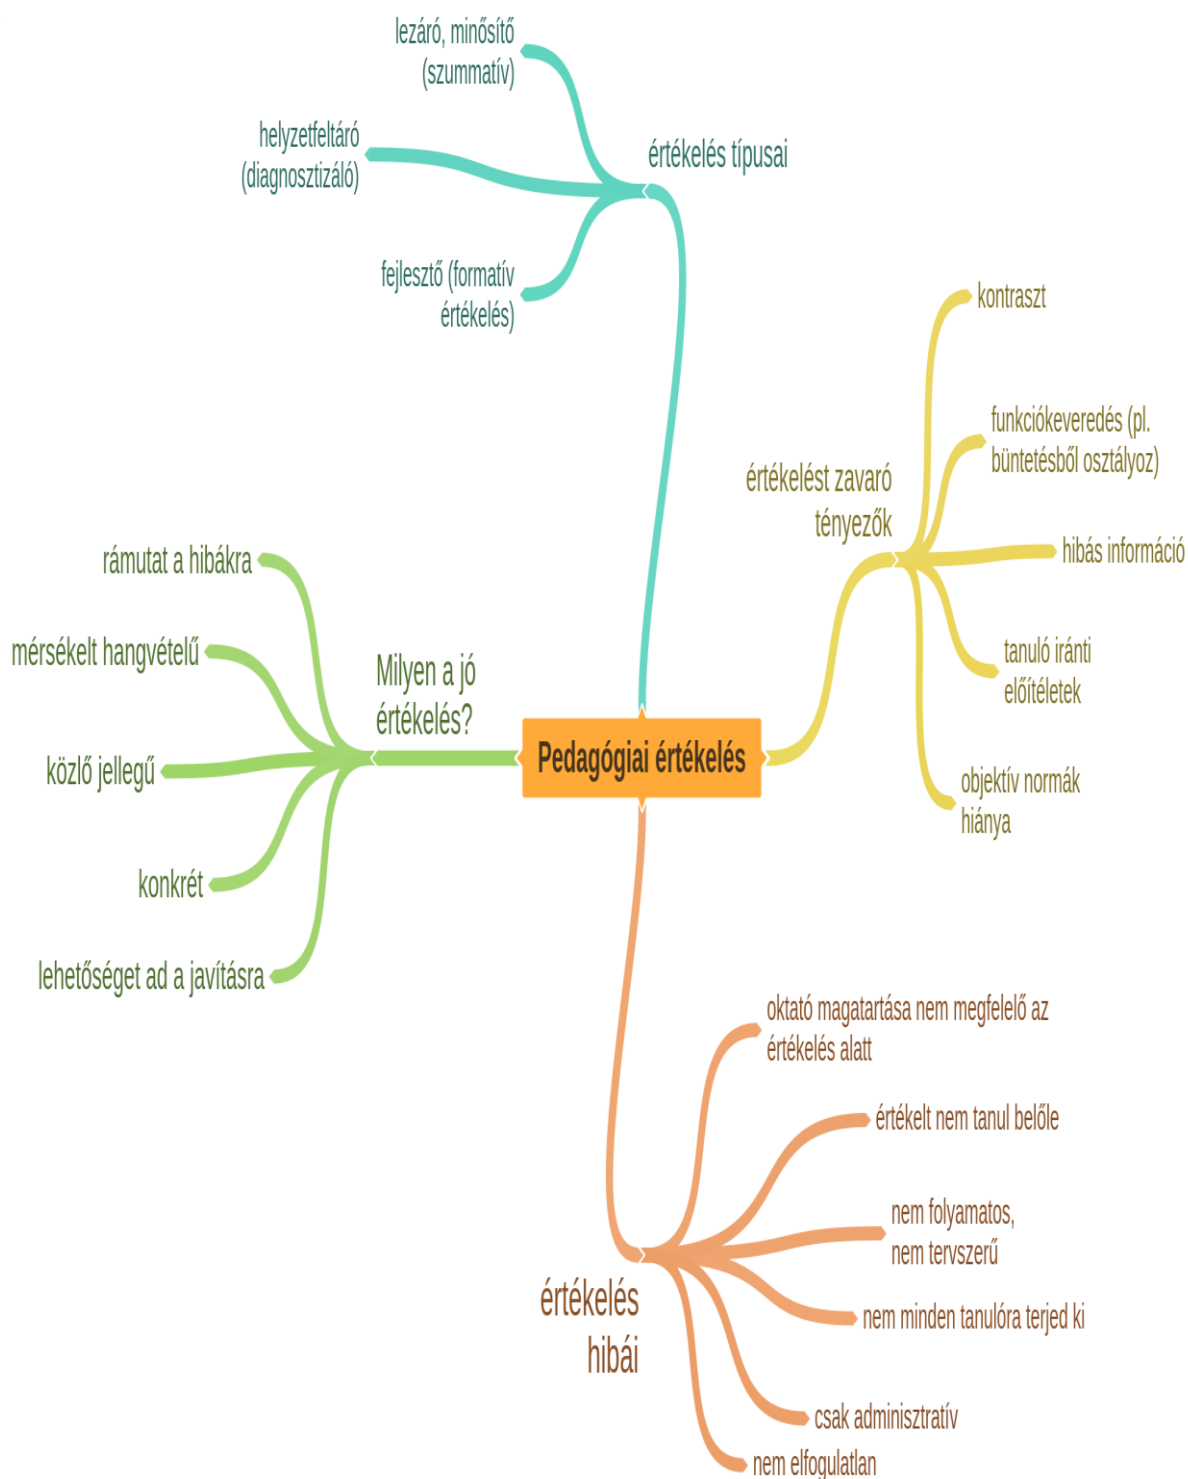 lezáró, minősítő
(szummatív)
helyzetfeltáró
(diagnosztizáló)
értékelés típusai
fejlesztő (formatív
értékelés)
kontraszt
funkciókeveredés (pl.
büntetésből osztályoz)
értékelést zavaró
tényezők
hibás információ
tanuló iránti
előítéletek
objektív normák
hiánya
rámutat a hibákra
mérsékelt hangvételű
Milyen a jó
értékelés?
közlő jellegű
konkrét
lehetőséget ad a javításra
Pedagógiai értékelés
oktató magatartása nem megfelelő az
értékelés alatt
értékelt nem tanul belőle
nem folyamatos,
nem tervszerű
értékelés
hibái
nem minden tanulóra terjed ki
csak adminisztratív
nem elfogulatlan